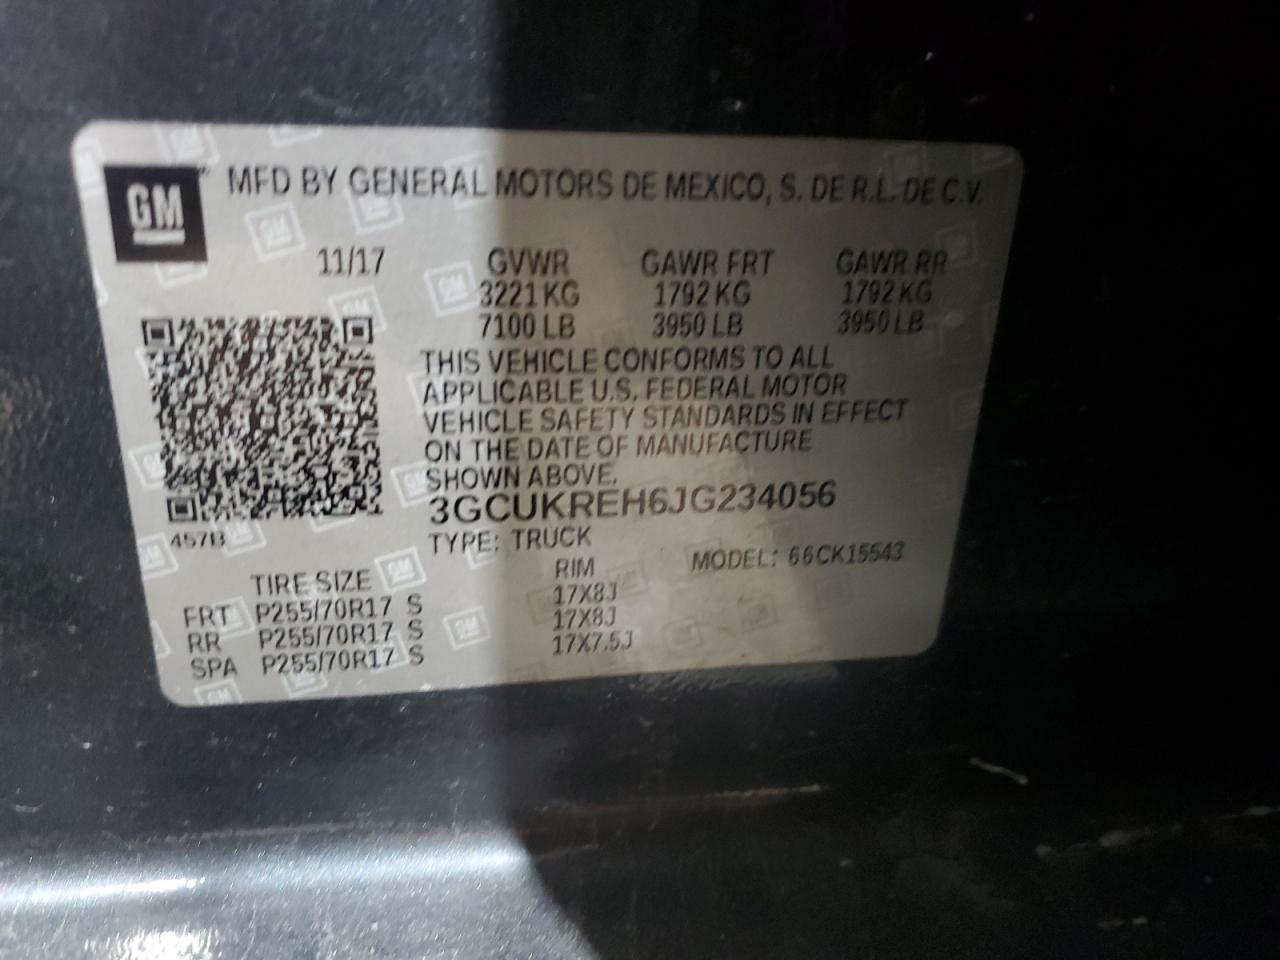 GM MFD BY GENERAL MOTORS DE MEXICO, S. DE R.L. DE C.V.
11/17 GVWR GAWR FRT GAWR RR
3221 KG 1792 KG 1792 KG
7100 LB 3950 LB 3950 LB
THIS VEHICLE CONFORMS TO ALL
APPLICABLE U.S. FEDERAL MOTOR
VEHICLE SAFETY STANDARDS IN EFFECT
ON THE DATE OF MANUFACTURE
SHOWN ABOVE.
3GCUKREH6JG234056
457B
TYPE: TRUCK MODEL: 66CK15543
TIRE SIZE RIM
FRT P255/70R17 S 17X8J
RR P255/70R17 S 17X8J
SPA P255/70R17 S 17X7.5J